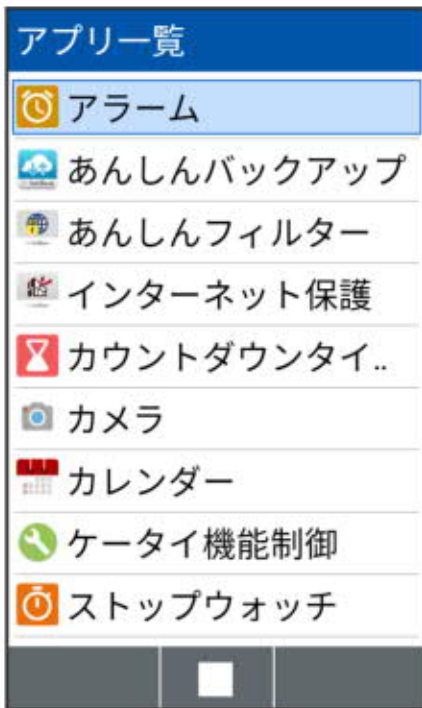 アプリ一覧
アラーム
あんしんバックアップ
あんしんフィルター
インターネット保護
カウントダウンタイ..
カメラ
カレンダー
ケータイ機能制御
ストップウォッチ